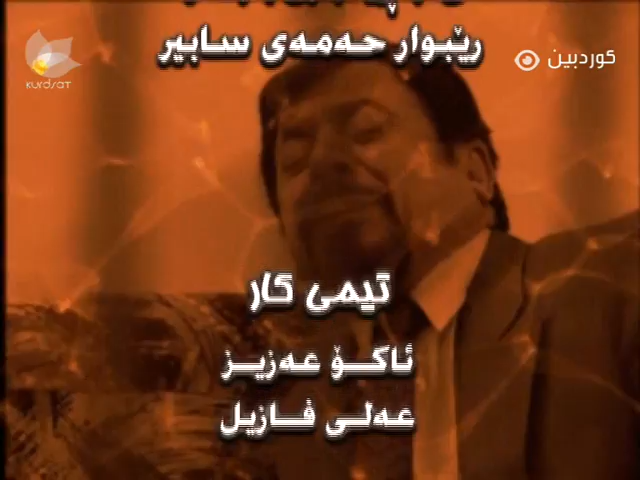 ڕێبوار حەمەی سابیر
کوردبین
KURDSAT
تیمی کار
ئاکۆ عەزیز
عەلی فازیل